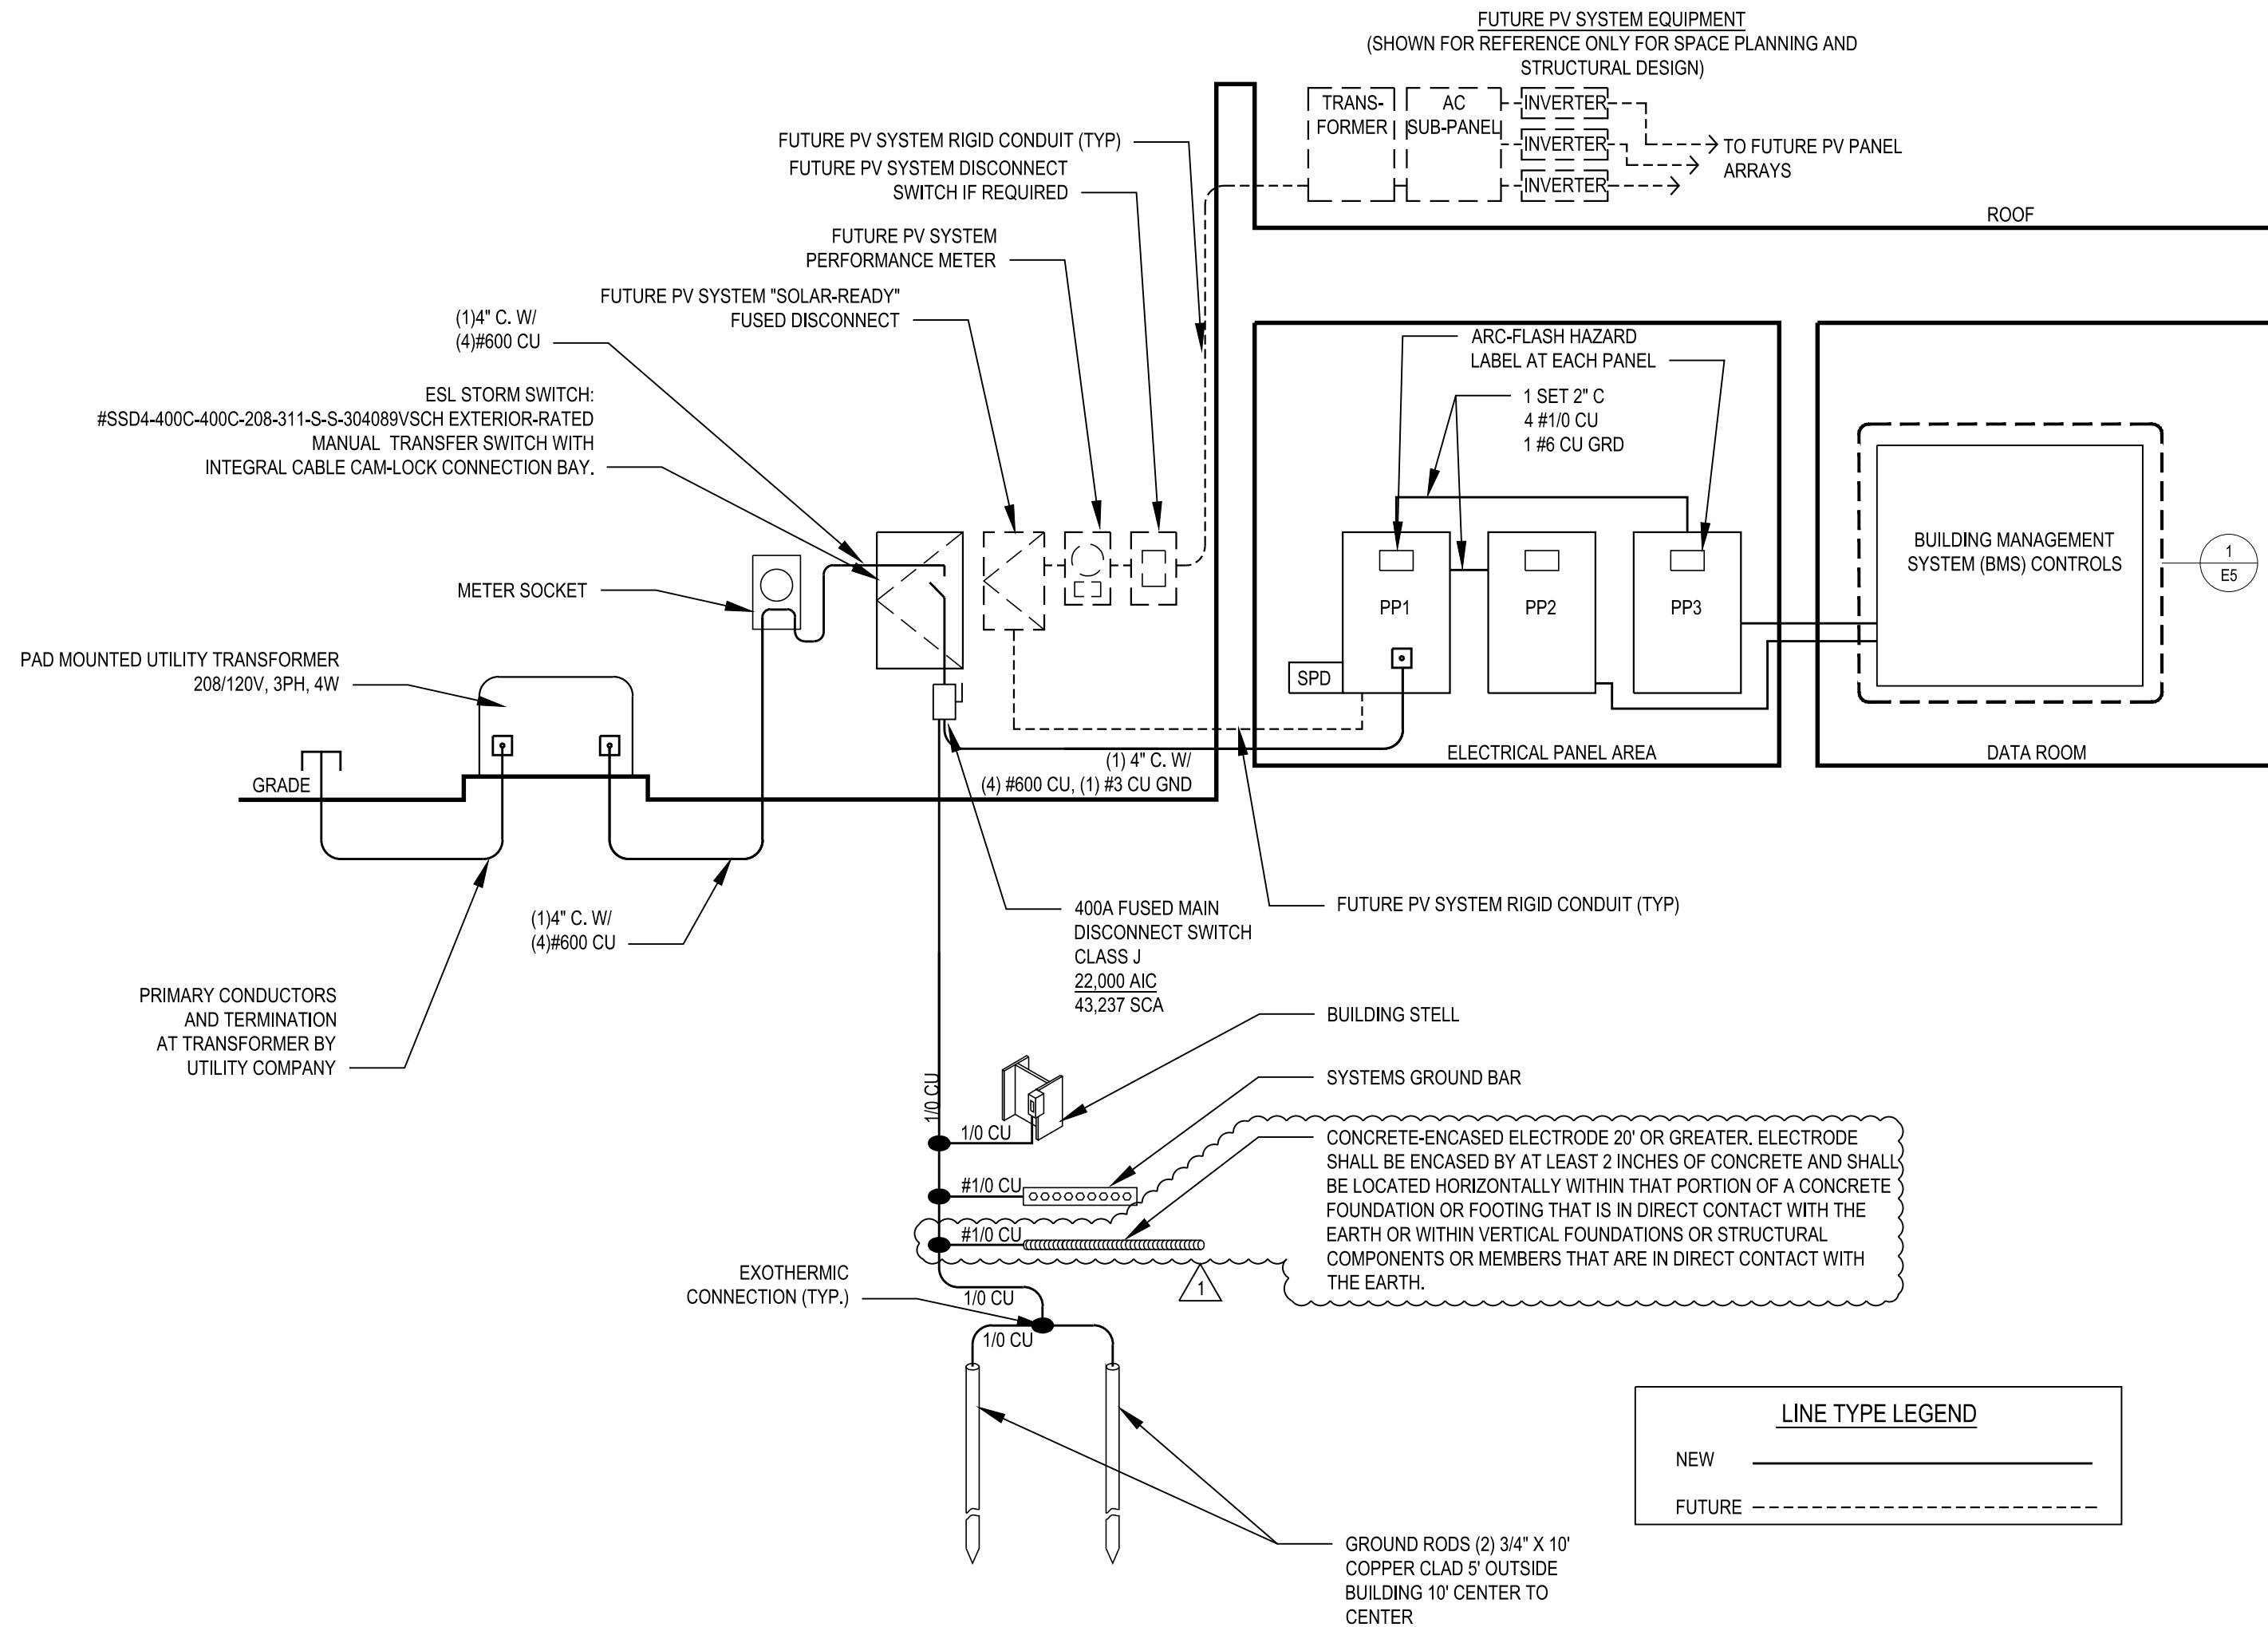 FUTURE PV SYSTEM EQUIPMENT
(SHOWN FOR REFERENCE ONLY FOR SPACE PLANNING AND
STRUCTURAL DESIGN)
TRANS-
FORMER
AC
SUB-PANEL
INVERTER
INVERTER
INVERTER
TO FUTURE PV PANEL
ARRAYS
ROOF
FUTURE PV SYSTEM RIGID CONDUIT (TYP)
FUTURE PV SYSTEM DISCONNECT
SWITCH IF REQUIRED
FUTURE PV SYSTEM
PERFORMANCE METER
FUTURE PV SYSTEM "SOLAR-READY"
FUSED DISCONNECT
(1)4" C. W/
(4)#600 CU
ESL STORM SWITCH:
#SSD4-400C-400C-208-311-S-S-304089VSCH EXTERIOR-RATED
MANUAL TRANSFER SWITCH WITH
INTEGRAL CABLE CAM-LOCK CONNECTION BAY.
METER SOCKET
PAD MOUNTED UTILITY TRANSFORMER
208/120V, 3PH, 4W
GRADE
ARC-FLASH HAZARD
LABEL AT EACH PANEL
1 SET 2" C
4 #1/0 CU
1 #6 CU GRD
PP1
PP2
PP3
SPD
ELECTRICAL PANEL AREA
BUILDING MANAGEMENT
SYSTEM (BMS) CONTROLS
1
E5
DATA ROOM
(1) 4" C. W/
(4) #600 CU, (1) #3 CU GND
(1)4" C. W/
(4)#600 CU
PRIMARY CONDUCTORS
AND TERMINATION
AT TRANSFORMER BY
UTILITY COMPANY
400A FUSED MAIN
DISCONNECT SWITCH
CLASS J
22,000 AIC
43,237 SCA
FUTURE PV SYSTEM RIGID CONDUIT (TYP)
BUILDING STELL
SYSTEMS GROUND BAR
1/0 CU
1/0 CU
#1/0 CU
#1/0 CU
CONCRETE-ENCASED ELECTRODE 20' OR GREATER. ELECTRODE
SHALL BE ENCASED BY AT LEAST 2 INCHES OF CONCRETE AND SHALL
BE LOCATED HORIZONTALLY WITHIN THAT PORTION OF A CONCRETE
FOUNDATION OR FOOTING THAT IS IN DIRECT CONTACT WITH THE
EARTH OR WITHIN VERTICAL FOUNDATIONS OR STRUCTURAL
COMPONENTS OR MEMBERS THAT ARE IN DIRECT CONTACT WITH
THE EARTH.
1
EXOTHERMIC
CONNECTION (TYP.)
1/0 CU
1/0 CU
GROUND RODS (2) 3/4" X 10'
COPPER CLAD 5' OUTSIDE
BUILDING 10' CENTER TO
CENTER
LINE TYPE LEGEND
NEW
FUTURE